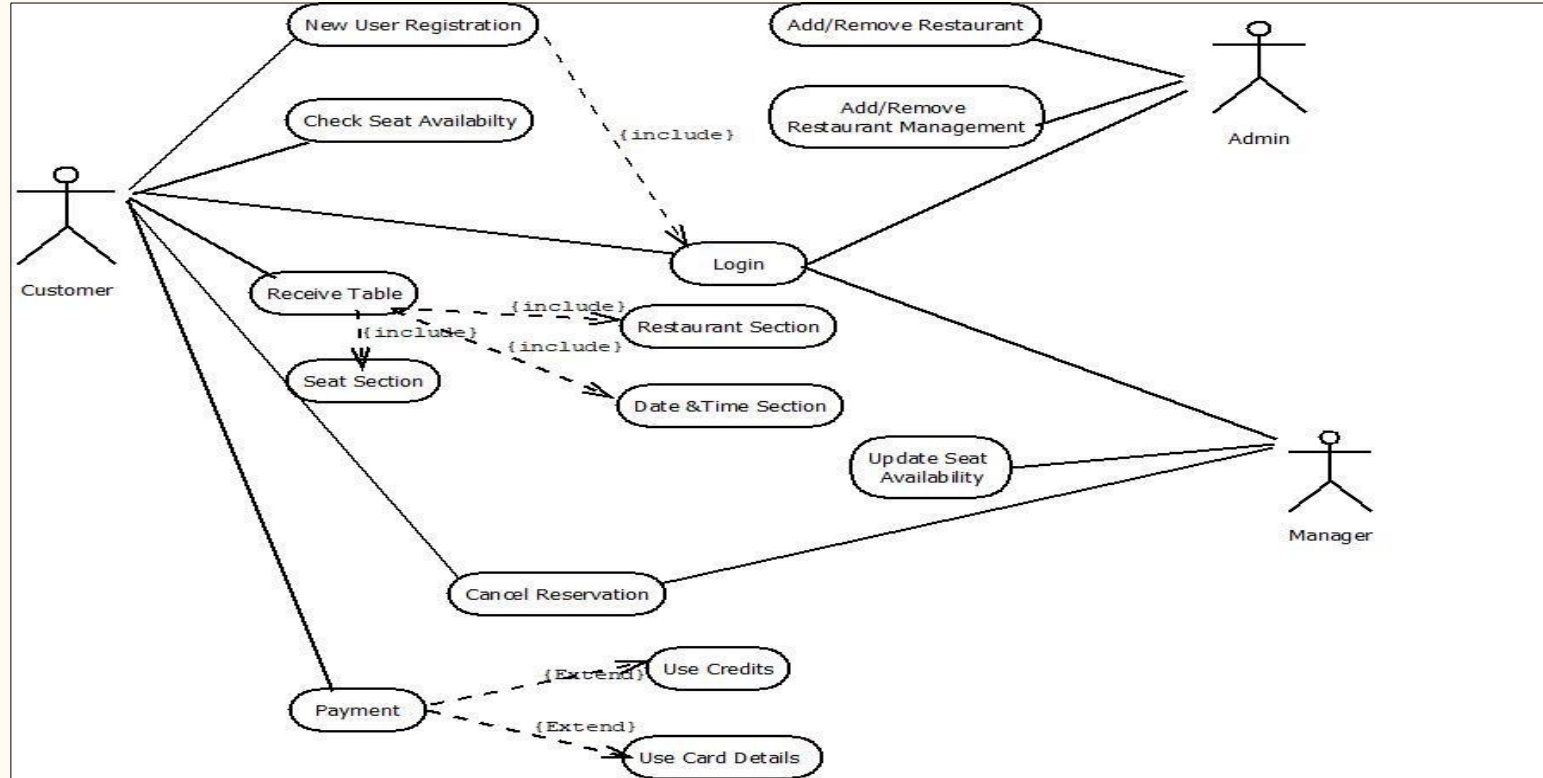 New User Registration
Add/Remove Restaurant
Check Seat Availabilty
Add/Remove
Restaurant Management
{include}
Admin
Login
Customer
Receive Table
{include}
Restaurant Section
{include}
{include}
Seat Section
Date &Time Section
Update Seat
Availability
Manager
Cancel Reservation
Use Credits
{Extend}
Payment
{Extend}
Use Card Details